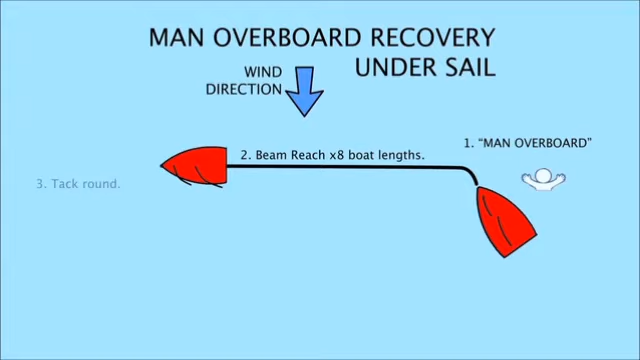 MAN OVERBOARD RECOVERY
UNDER SAIL
WIND
DIRECTION
1. “MAN OVERBOARD”
2. Beam Reach x8 boat lengths.
3. Tack round.